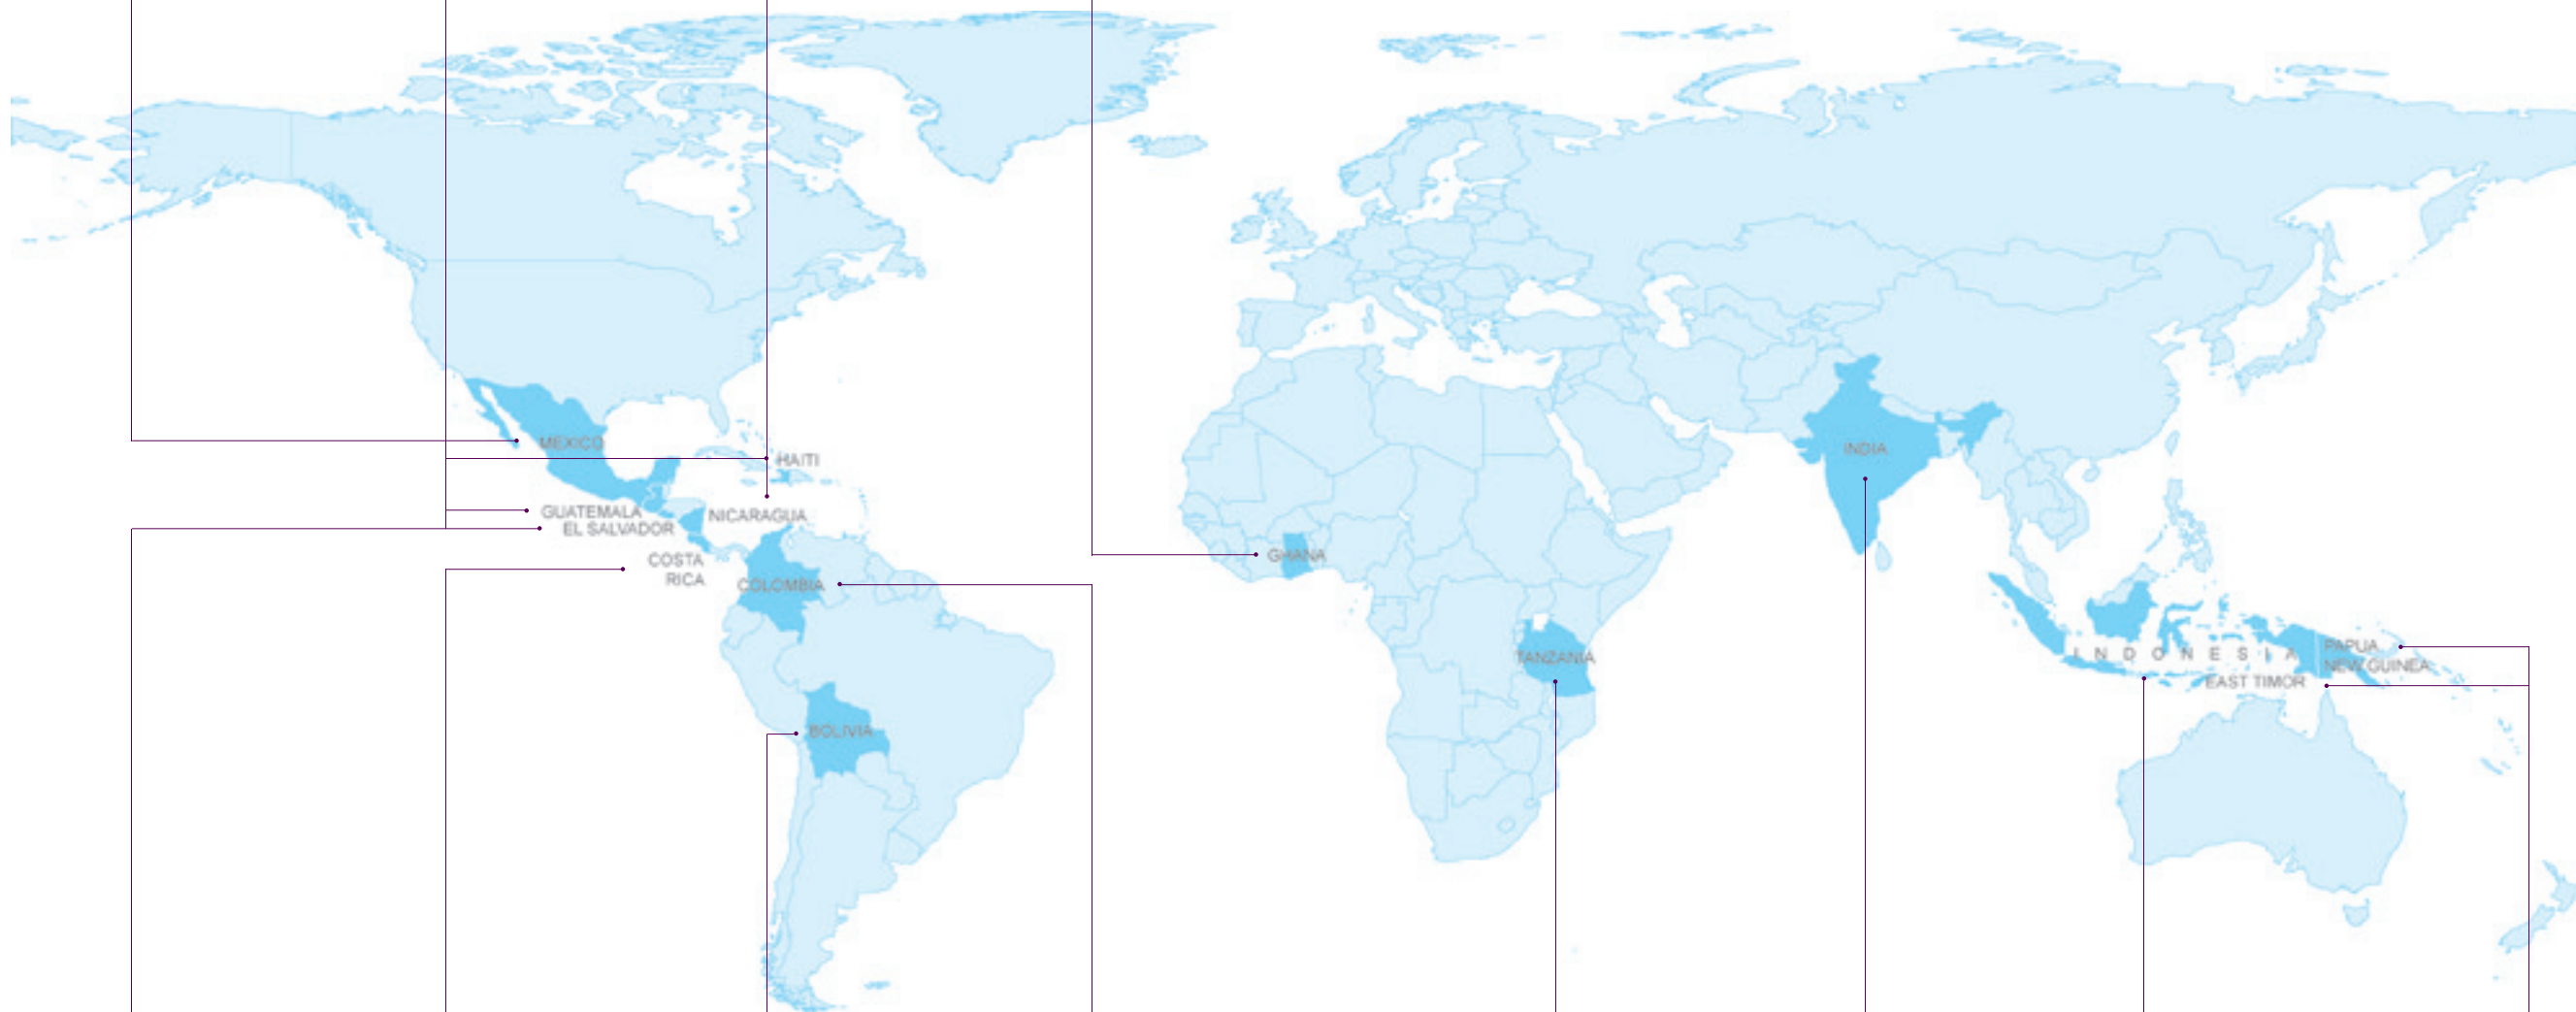 MEXICO
HAITI
GUATEMALA
NICARAGUA
EL SALVADOR
COSTA
RICA
COLOMBIA
BOLIVIA
GHANA
TANZANIA
INDIA
I N D O N E S I A
PAPUA
NEW GUINEA
EAST TIMOR